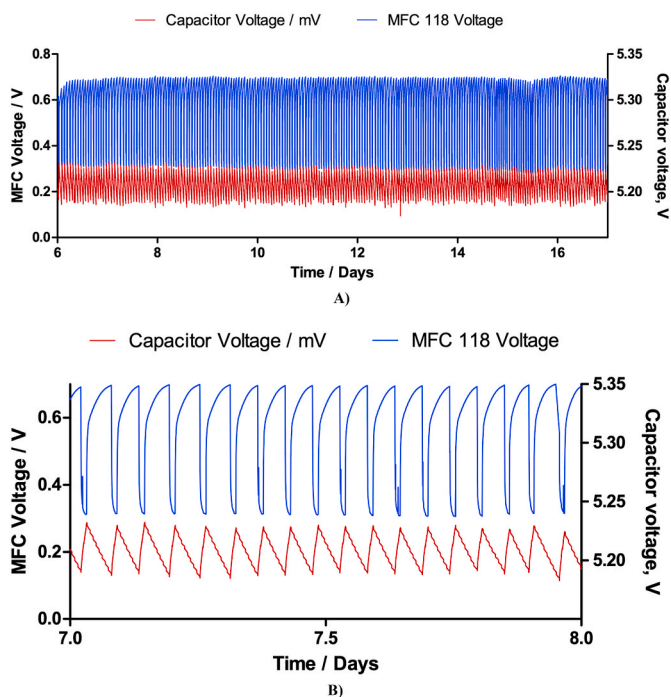 Capacitor Voltage / mV MFC 118 Voltage
0.8 5.35
0.6 5.30
0.4 5.25
0.2 5.20
0.0
MFC Voltage / V
Capacitor voltage, V
6 8 10 12 14 16
Time / Days
A)
Capacitor Voltage / mV MFC 118 Voltage
5.35
0.6
5.30
0.4
5.25
0.2 5.20
0.0
MFC Voltage / V
Capacitor voltage, V
7.0 7.5 8.0
Time / Days
B)